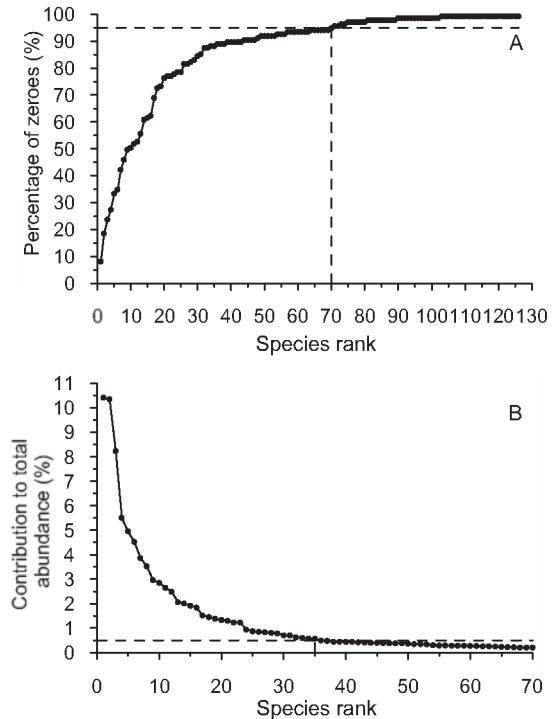 100
90
80
70
60
50
40
30
20
10
0
Percentage of zeroes (%)
A
0 10 20 30 40 50 60 70 80 90 100 110 120 130
Species rank
11
10
9
8
7
6
5
4
3
2
1
0
Contribution to total
abundance (%)
B
0 10 20 30 40 50 60 70
Species rank